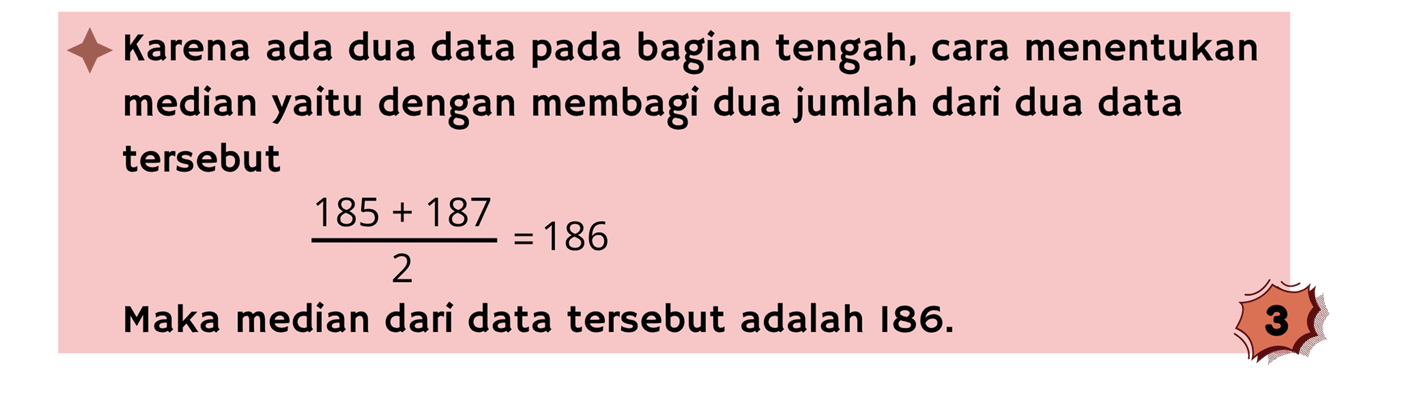 Karena ada dua data pada bagian tengah, cara menentukan
median yaitu dengan membagi dua jumlah dari dua data
tersebut
185 + 187
2
= 186
Maka median dari data tersebut adalah 186.
3